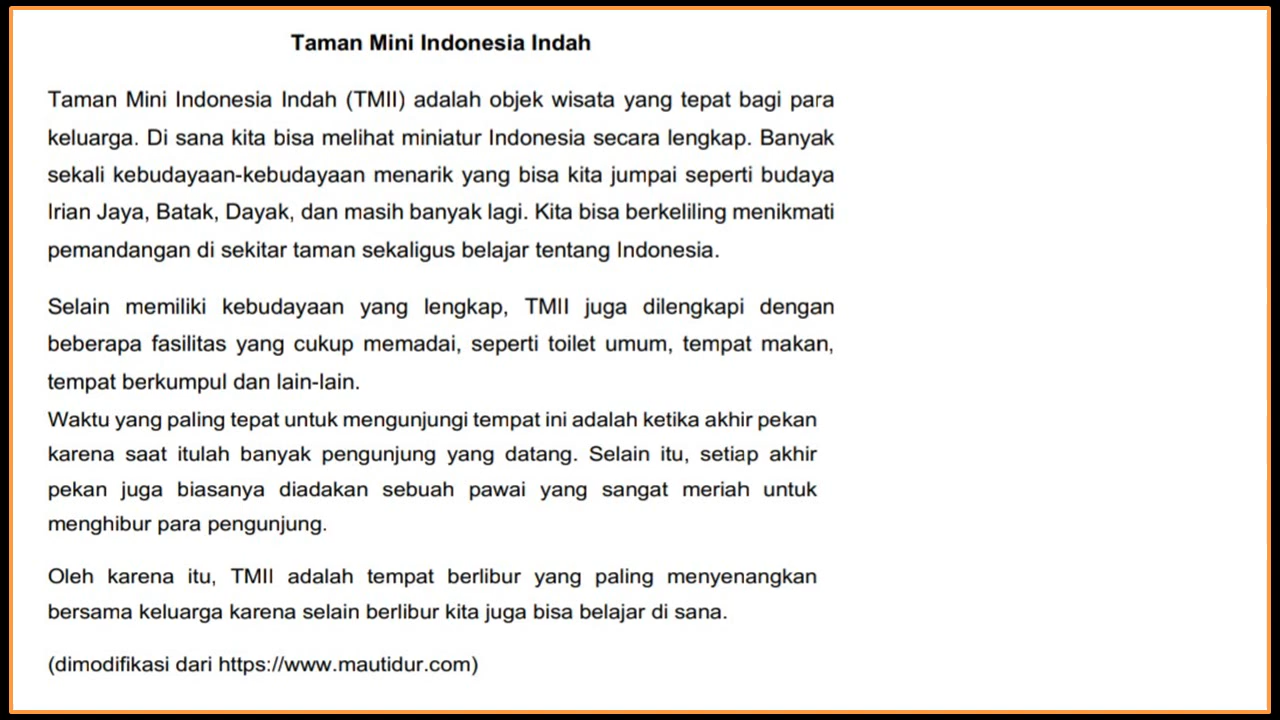 Taman Mini Indonesia Indah
Taman Mini Indonesia Indah (TMII) adalah objek wisata yang tepat bagi para
keluarga. Di sana kita bisa melihat miniatur Indonesia secara lengkap. Banyak
sekali kebudayaan-kebudayaan menarik yang bisa kita jumpai seperti budaya
Irian Jaya, Batak, Dayak, dan masih banyak lagi. Kita bisa berkeliling menikmati
pemandangan di sekitar taman sekaligus belajar tentang Indonesia.
Selain memiliki kebudayaan yang lengkap, TMII juga dilengkapi dengan
beberapa fasilitas yang cukup memadai, seperti toilet umum, tempat makan,
tempat berkumpul dan lain-lain.
Waktu yang paling tepat untuk mengunjungi tempat ini adalah ketika akhir pekan
karena saat itulah banyak pengunjung yang datang. Selain itu, setiap akhir
pekan juga biasanya diadakan sebuah pawai yang sangat meriah untuk
menghibur para pengunjung.
Oleh karena itu, TMII adalah tempat berlibur yang paling menyenangkan
bersama keluarga karena selain berlibur kita juga bisa belajar di sana.
(dimodifikasi dari https://www.mautidur.com)